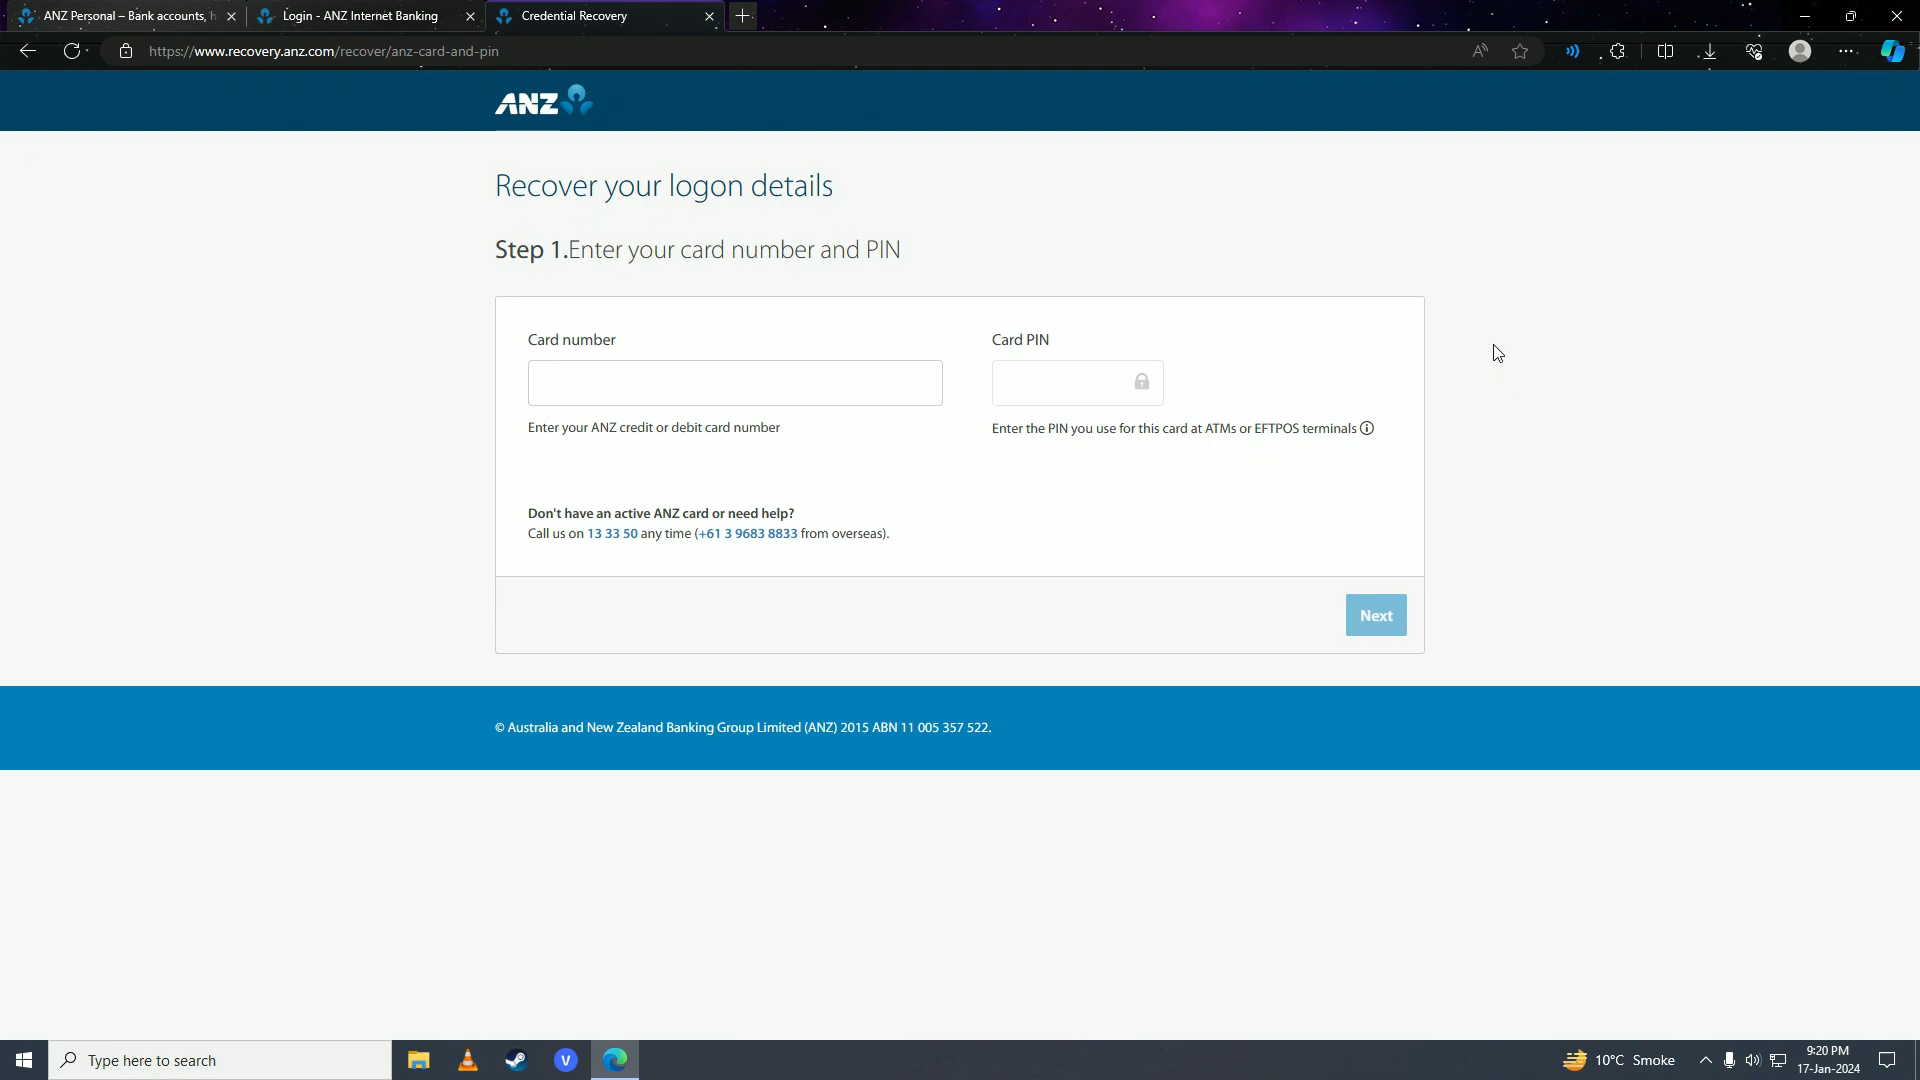 ANZ Personal – Bank accounts, h
Login - ANZ Internet Banking
Credential Recovery
https://www.recovery.anz.com/recover/anz-card-and-pin
ANZ
Recover your logon details
Step 1.Enter your card number and PIN
Card number
Card PIN
Enter your ANZ credit or debit card number
Enter the PIN you use for this card at ATMs or EFTPOS terminals
Don't have an active ANZ card or need help?
Call us on 13 33 50 any time (+61 3 9683 8833 from overseas).
Next
© Australia and New Zealand Banking Group Limited (ANZ) 2015 ABN 11 005 357 522.
Type here to search
V
10°C Smoke
9:20 PM
17-Jan-2024